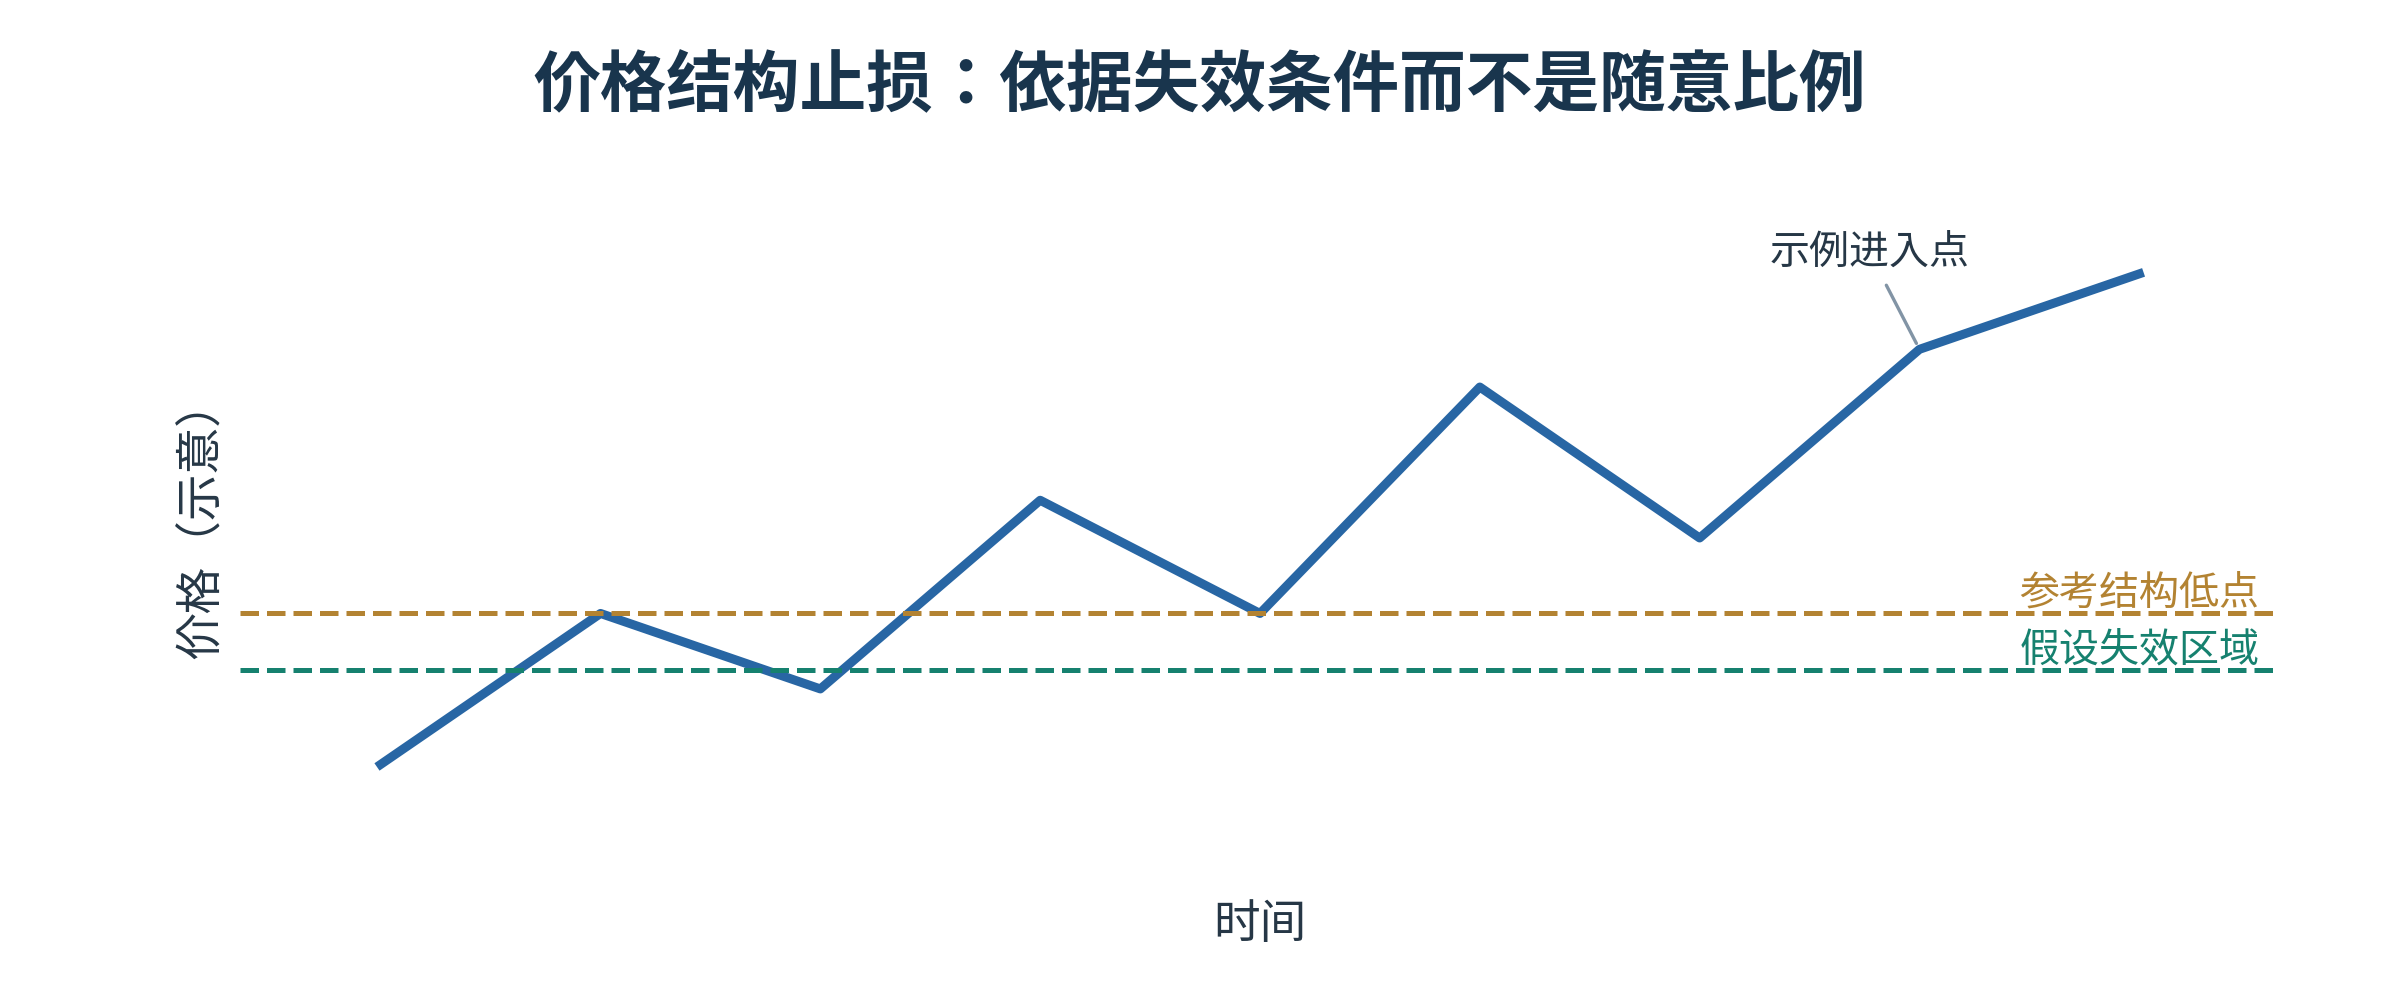 价格结构止损：依据失效条件而不是随意比例
示例进入点
价格（示意）
参考结构低点
假设失效区域
时间